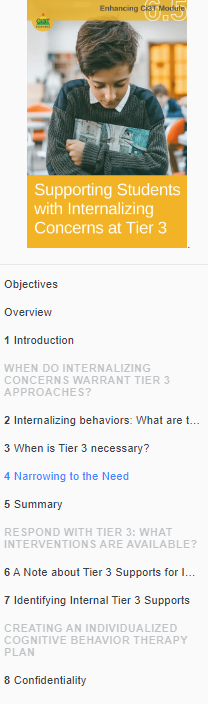 Enhancing Ci3T Module
6.5
Supporting Students
with Internalizing
Concerns at Tier 3
Objectives
Overview
1 Introduction
WHEN DO INTERNALIZING
CONCERNS WARRANT TIER 3
APPROACHES?
2 Internalizing behaviors: What are t...
3 When is Tier 3 necessary?
4 Narrowing to the Need
5 Summary
RESPOND WITH TIER 3: WHAT
INTERVENTIONS ARE AVAILABLE?
6 A Note about Tier 3 Supports for I...
7 Identifying Internal Tier 3 Supports
CREATING AN INDIVIDUALIZED
COGNITIVE BEHAVIOR THERAPY
PLAN
8 Confidentiality